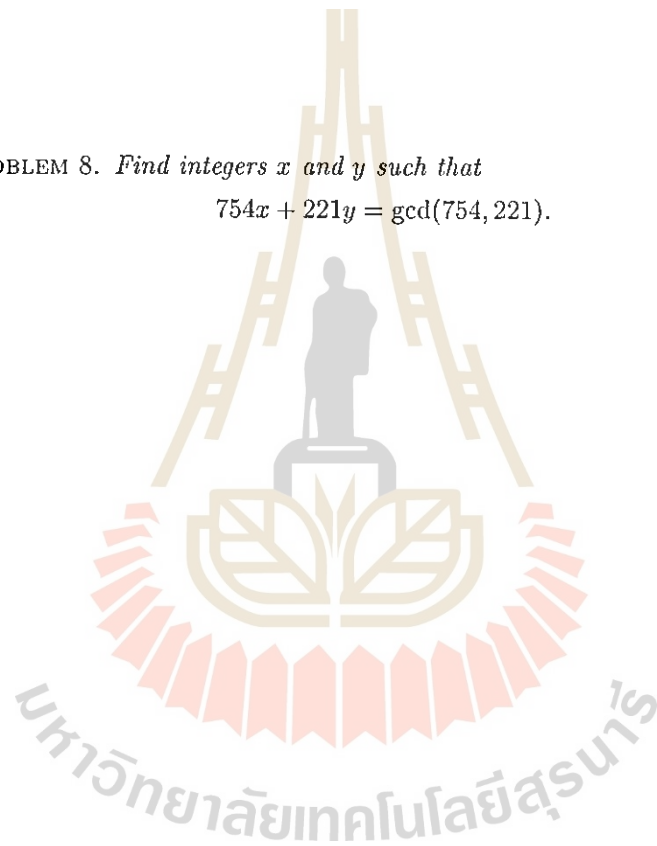 OBLEM 8. Find integers x and y such that
754x + 221y = gcd(754, 221).
มหาวิทยาลัยเทคโนโลยีสุรนารี